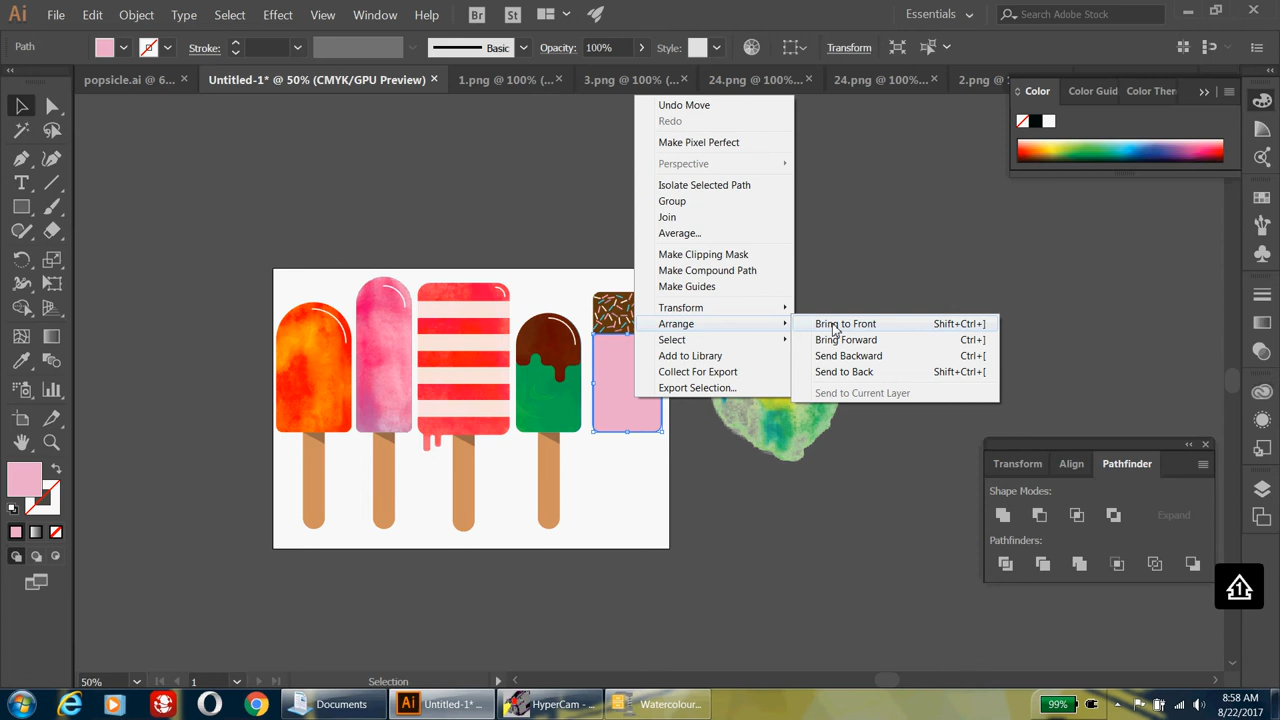 Ai File Edit Object Type Select Effect View Window Help Br St Essentials Search Adobe Stock
Path Stroke: Basic Opacity: 100% Style: Transform
popsicle.ai @ 6... × Untitled-1* @ 50% (CMYK/GPU Preview) × 1.png @ 100% (... × 3.png @ 100% (... × 24.png @ 100%... × 24.png @ 100%... × 2.png @
Color Color Guid Color Then
Undo Move
Redo
Make Pixel Perfect
Perspective
Isolate Selected Path
Group
Join
Average...
Make Clipping Mask
Make Compound Path
Make Guides
Transform
Arrange
Select
Add to Library
Collect For Export
Export Selection...
Bring to Front Shift+Ctrl+]
Bring Forward Ctrl+]
Send Backward Ctrl+[
Send to Back Shift+Ctrl+[
Send to Current Layer
Transform Align Pathfinder
Shape Modes:
Expand
Pathfinders:
50% 1 Selection
Documents Untitled-1* ... HyperCam - ... Watercolour... 99% 8:58 AM
8/22/2017